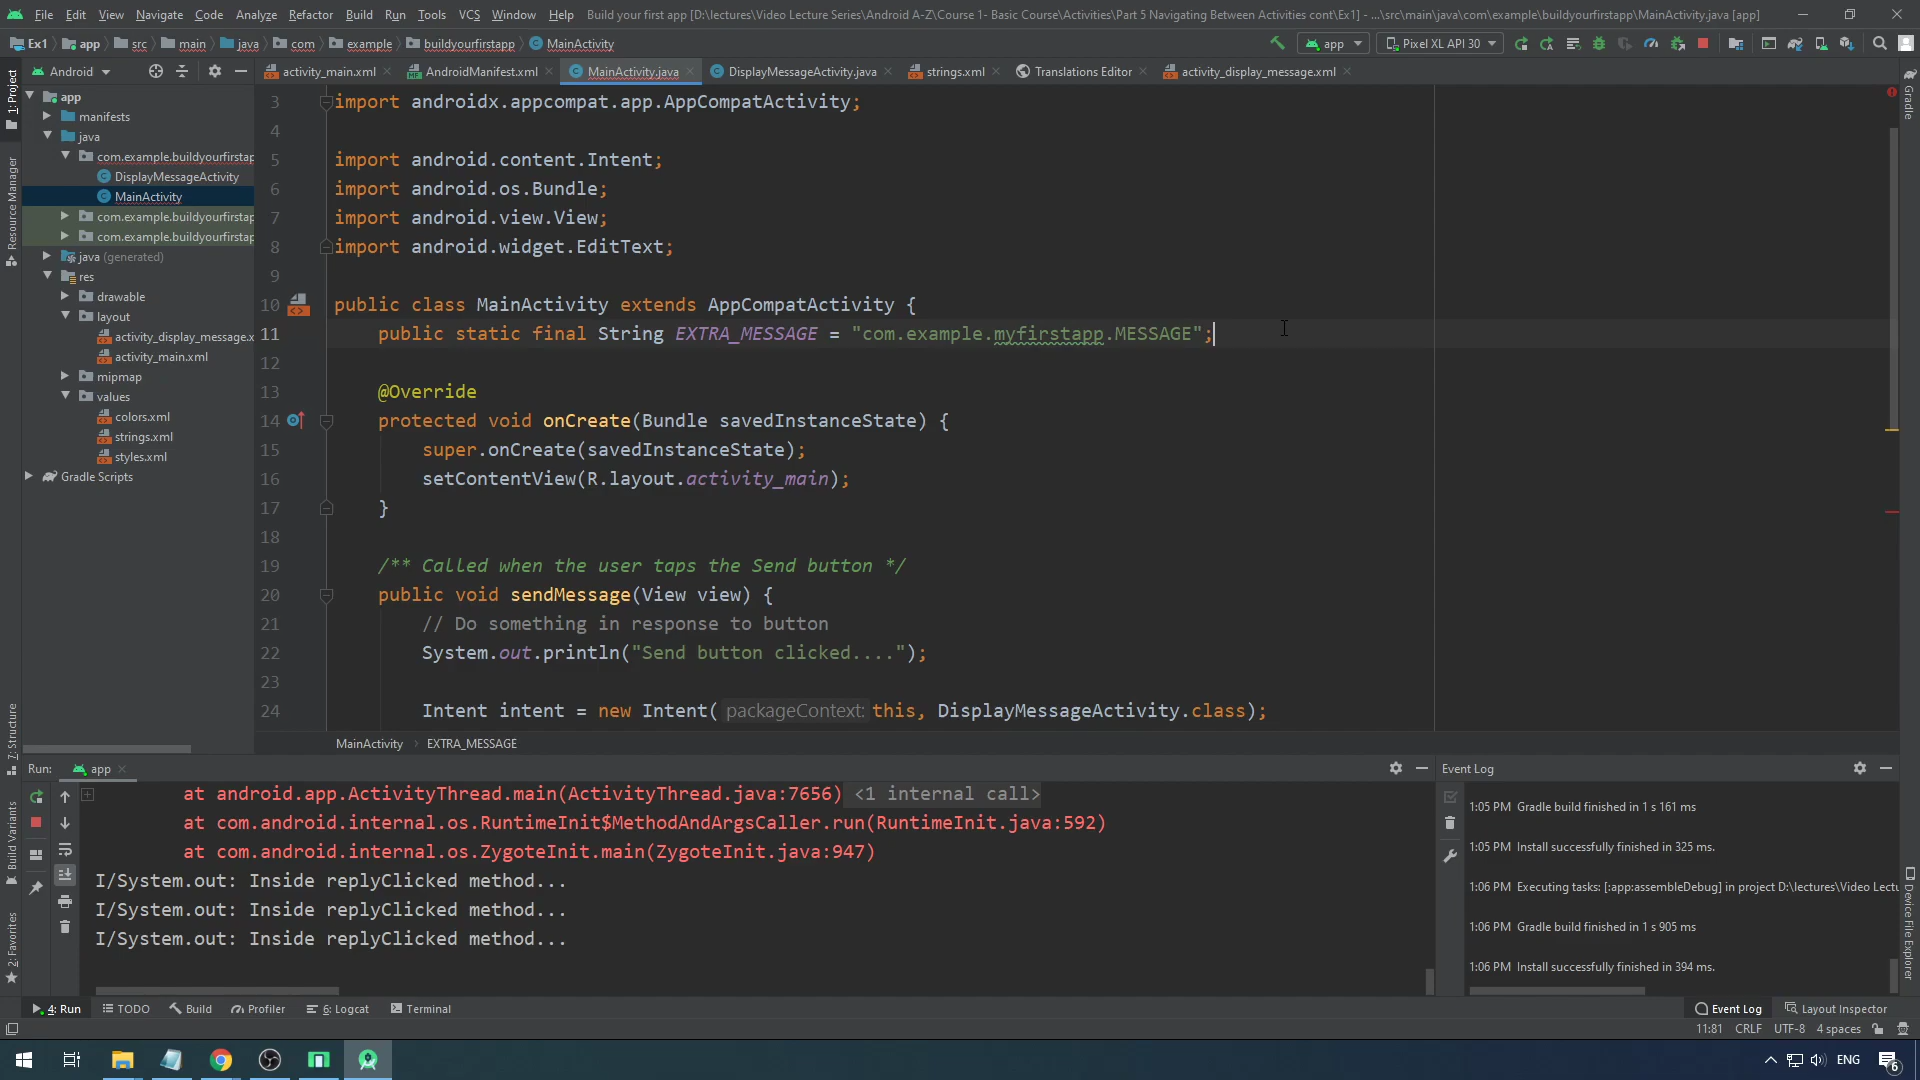 File Edit View Navigate Code Analyze Refactor Build Run Tools VCS Window Help Build your first app [D:\lectures\Video Lecture Series\Android A-Z\Course 1- Basic Course\Activities\Part 5 Navigating Between Activities cont\Ex1] - ...\src\main\java\com\example\buildyourfirstapp\MainActivity.java [app]
Ex1 app src main java com example buildyourfirstapp MainActivity app Pixel XL API 30
Android activity_main.xml AndroidManifest.xml MainActivity.java DisplayMessageActivity.java strings.xml Translations Editor activity_display_message.xml
1: Project
Resource Manager
7: Structure
Build Variants
2: Favorites
app
manifests
java
com.example.buildyourfirstap
DisplayMessageActivity
MainActivity
com.example.buildyourfirstap
com.example.buildyourfirstap
java (generated)
res
drawable
layout
activity_display_message.x
activity_main.xml
mipmap
values
colors.xml
strings.xml
styles.xml
Gradle Scripts
3 import androidx.appcompat.app.AppCompatActivity;
4
5 import android.content.Intent;
6 import android.os.Bundle;
7 import android.view.View;
8 import android.widget.EditText;
9
10 public class MainActivity extends AppCompatActivity {
11 public static final String EXTRA_MESSAGE = "com.example.myfirstapp.MESSAGE";
12
13 @Override
14 protected void onCreate(Bundle savedInstanceState) {
15 super.onCreate(savedInstanceState);
16 setContentView(R.layout.activity_main);
17 }
18
19 /** Called when the user taps the Send button */
20 public void sendMessage(View view) {
21 // Do something in response to button
22 System.out.println("Send button clicked....");
23
24 Intent intent = new Intent( packageContext: this, DisplayMessageActivity.class);
MainActivity EXTRA_MESSAGE
Gradle
Device File Explorer
Run: app
at android.app.ActivityThread.main(ActivityThread.java:7656) <1 internal call>
at com.android.internal.os.RuntimeInit$MethodAndArgsCaller.run(RuntimeInit.java:592)
at com.android.internal.os.ZygoteInit.main(ZygoteInit.java:947)
I/System.out: Inside replyClicked method...
I/System.out: Inside replyClicked method...
I/System.out: Inside replyClicked method...
Event Log
1:05 PM Gradle build finished in 1 s 161 ms
1:05 PM Install successfully finished in 325 ms.
1:06 PM Executing tasks: [:app:assembleDebug] in project D:\lectures\Video Lectu
1:06 PM Gradle build finished in 1 s 905 ms
1:06 PM Install successfully finished in 394 ms.
4: Run TODO Build Profiler 6: Logcat Terminal Event Log Layout Inspector
11:81 CRLF UTF-8 4 spaces
ENG 6